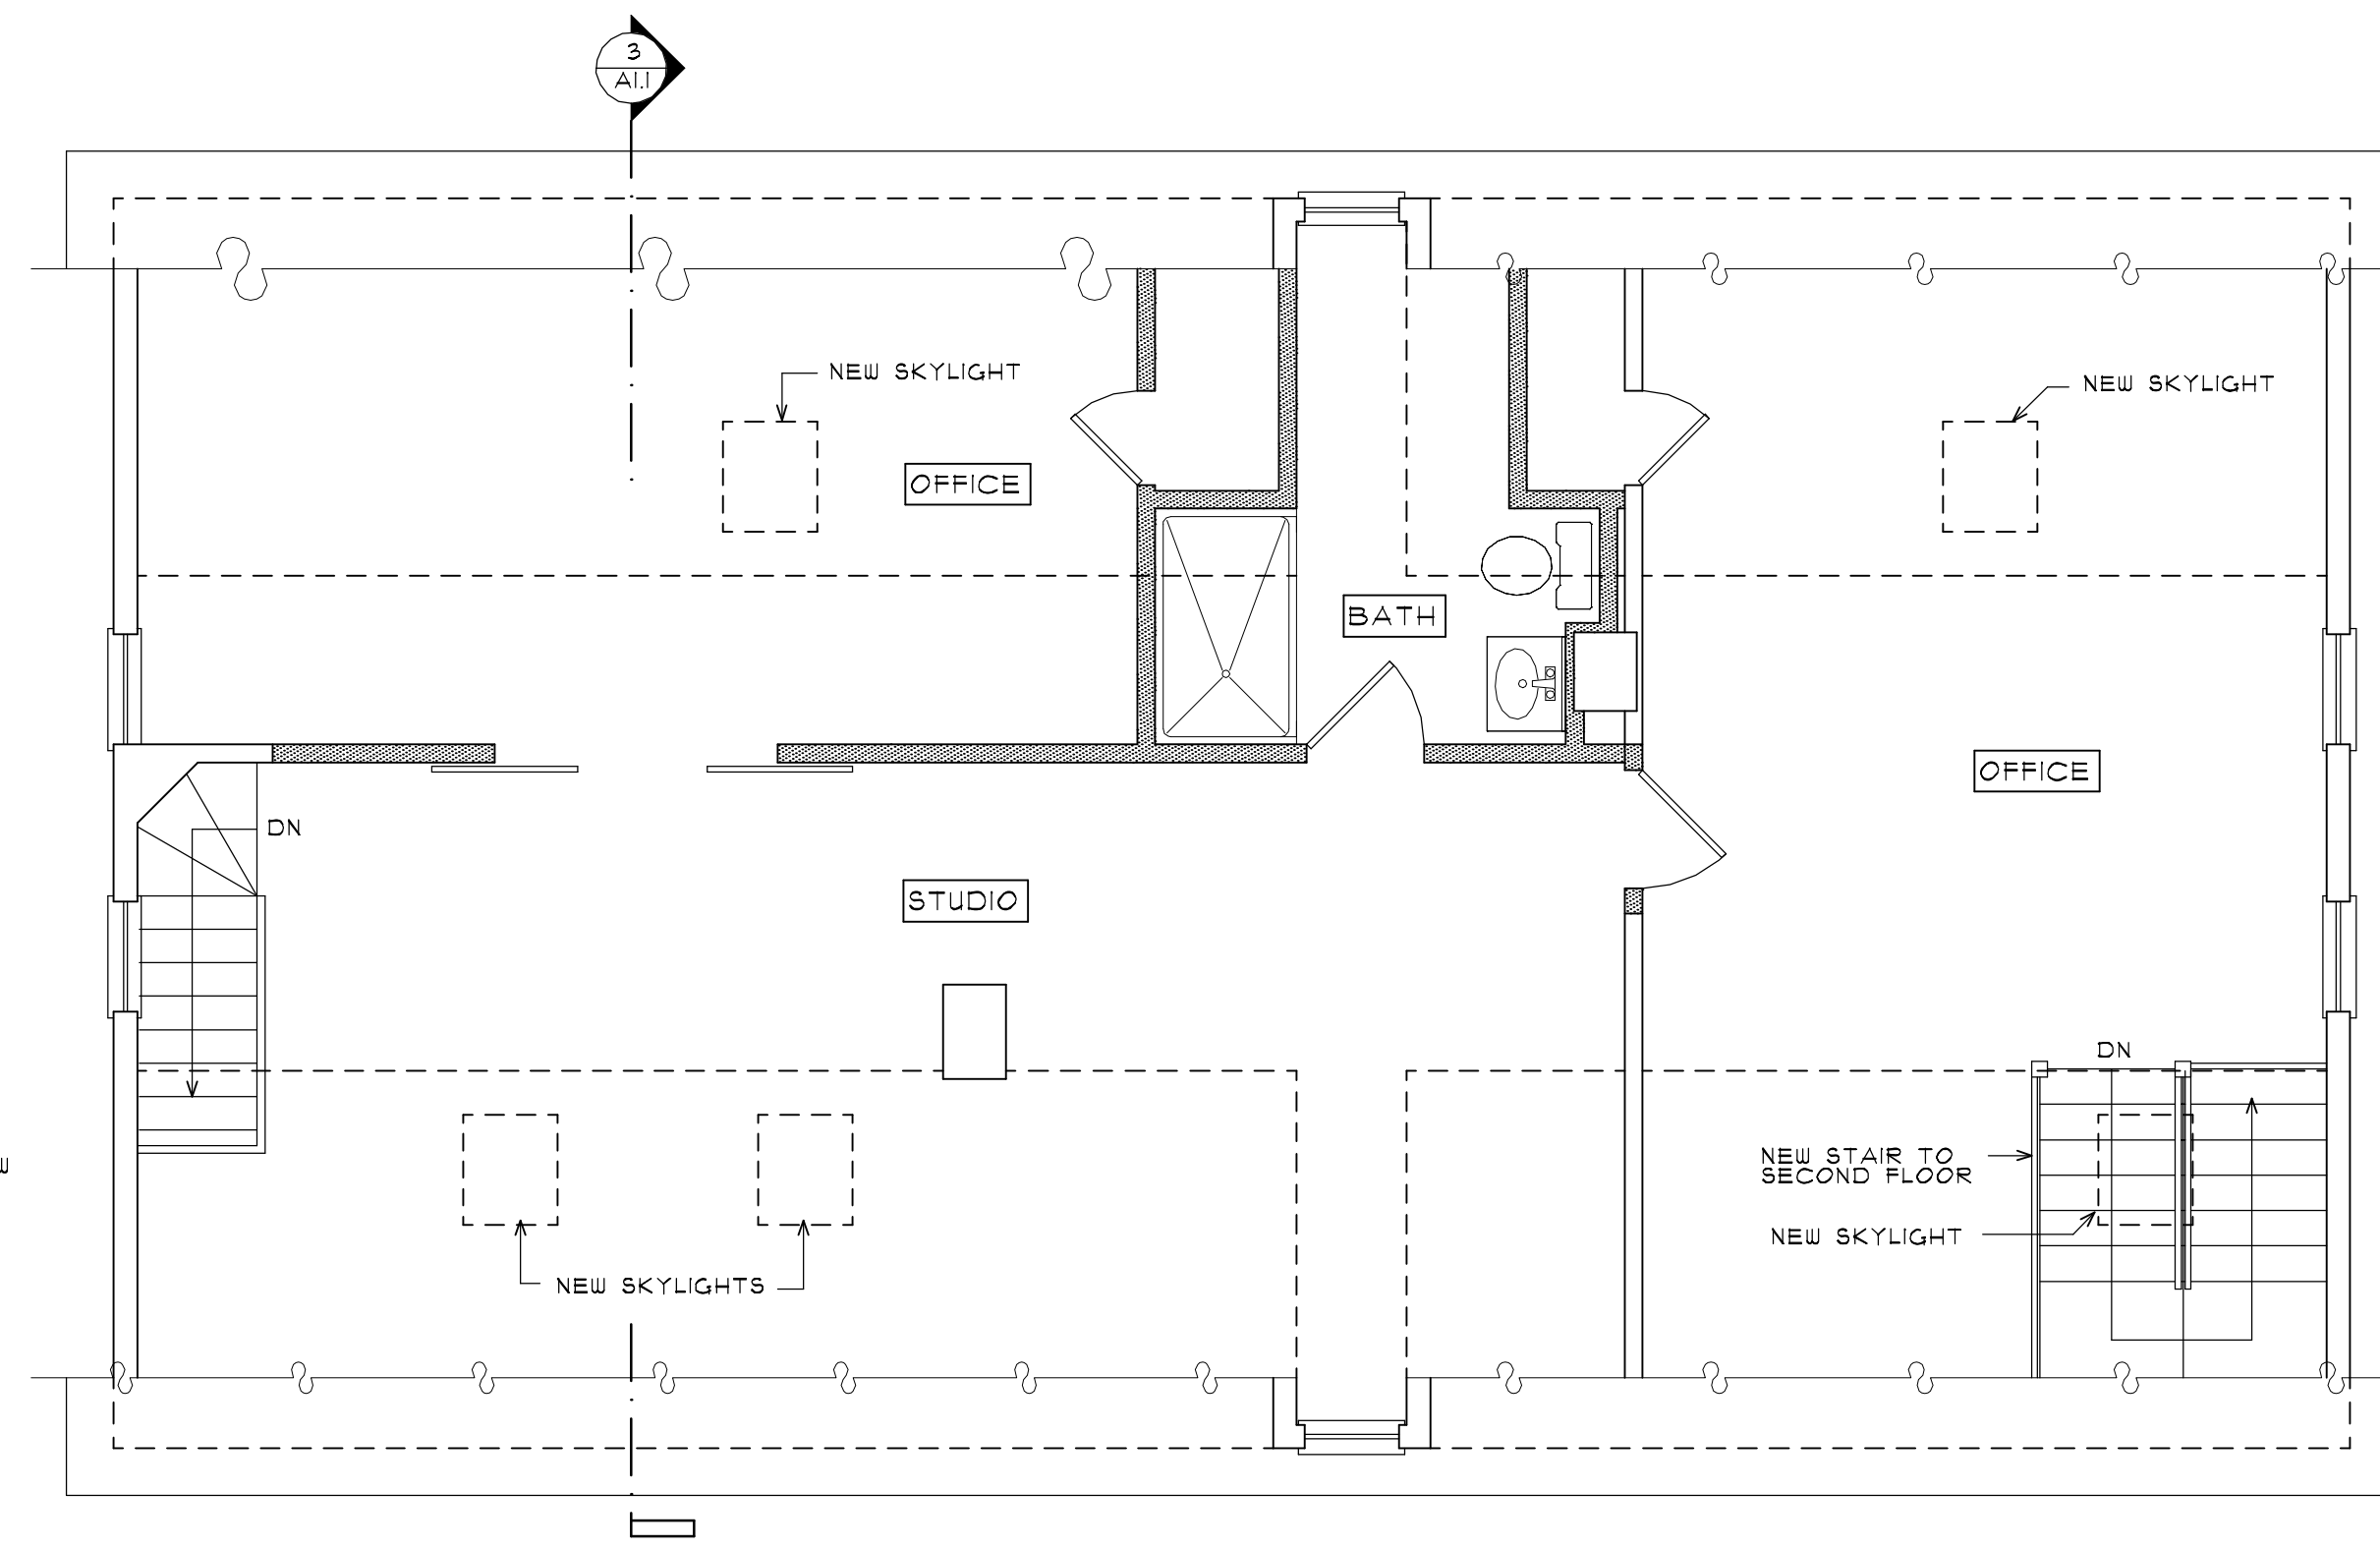 3
A1.1
NEW SKYLIGHT
NEW SKYLIGHT
OFFICE
BATH
OFFICE
DN
STUDIO
DN
NEW STAIR TO
SECOND FLOOR
W
NEW SKYLIGHT
NEW SKYLIGHTS